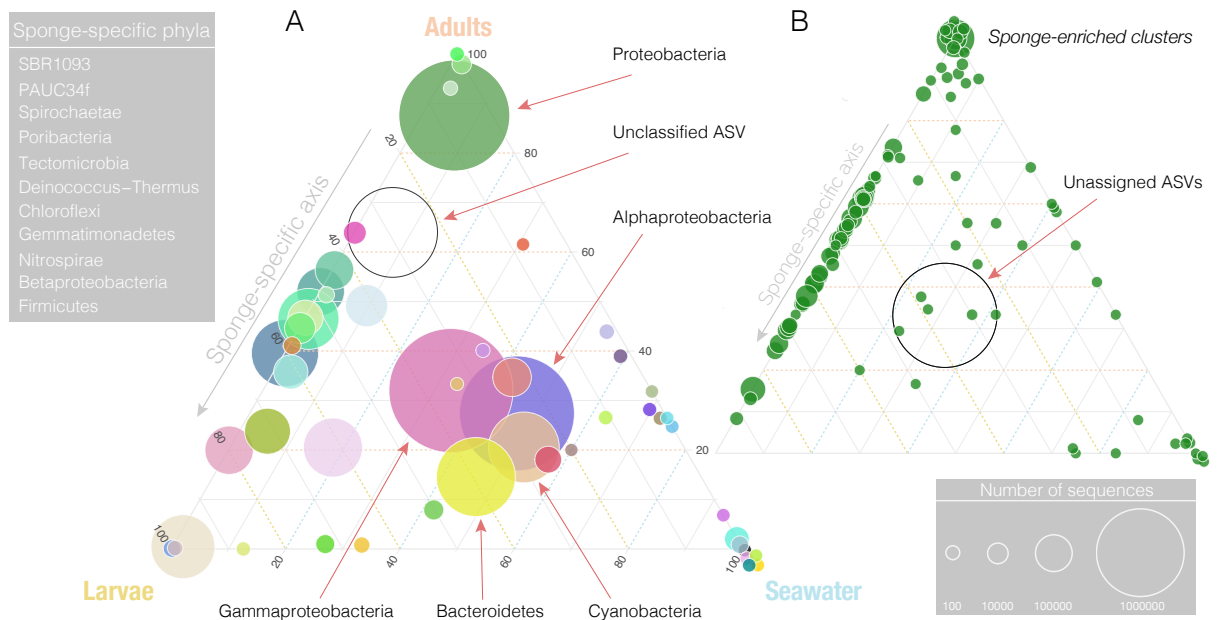 A
B
Sponge-specific phyla
SBR1093
PAUC34f
Spirochaetae
Poribacteria
Tectomicrobia
Deinococcus-Thermus
Chloroflexi
Gemmatimonadetes
Nitrospirae
Betaproteobacteria
Firmicutes
Adults
100
Proteobacteria
Unclassified ASV
Alphaproteobacteria
20
80
40
60
Sponge-specific axis
60
40
80
20
100
20
40
60
80
100
Larvae
Seawater
Gammaproteobacteria
Bacteroidetes
Cyanobacteria
Sponge-enriched clusters
Unassigned ASVs
Sponge-specific axis
Number of sequences
100
10000
100000
1000000